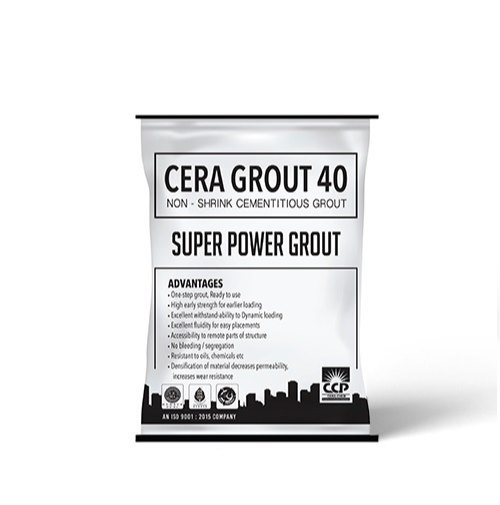 CERA GROUT 40
NON - SHRINK CEMENTITIOUS GROUT
SUPER POWER GROUT
ADVANTAGES
• One step grout, Ready to use
• High early strength for earlier loading
• Excellent withstand-ability to Dynamic loading
• Excellent fluidity for easy placements
• Accessibility to remote parts of structure
• No bleeding / segregation
• Resistant to oils, chemicals etc
• Densification of material decreases permeability,
increases wear resistance
CCP
AN ISO 9001 : 2015 COMPANY